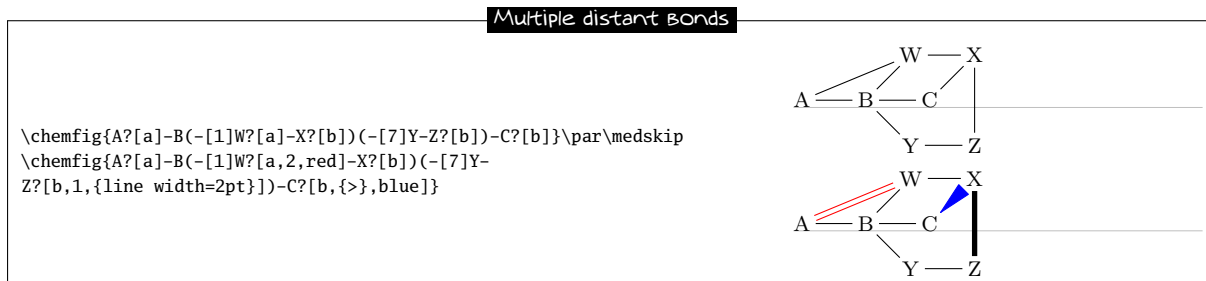 Multiple distant Bonds
\chemfig{A?[a]-B(-[1]W?[a]-X?[b])(-[7]Y-Z?[b])-C?[b]}\par\medskip
\chemfig{A?[a]-B(-[1]W?[a,2,red]-X?[b])(-[7]Y-
Z?[b,1,{line width=2pt}])-C?[b,{>},blue]}
W X
A B C
Y Z
W X
A B C
Y Z